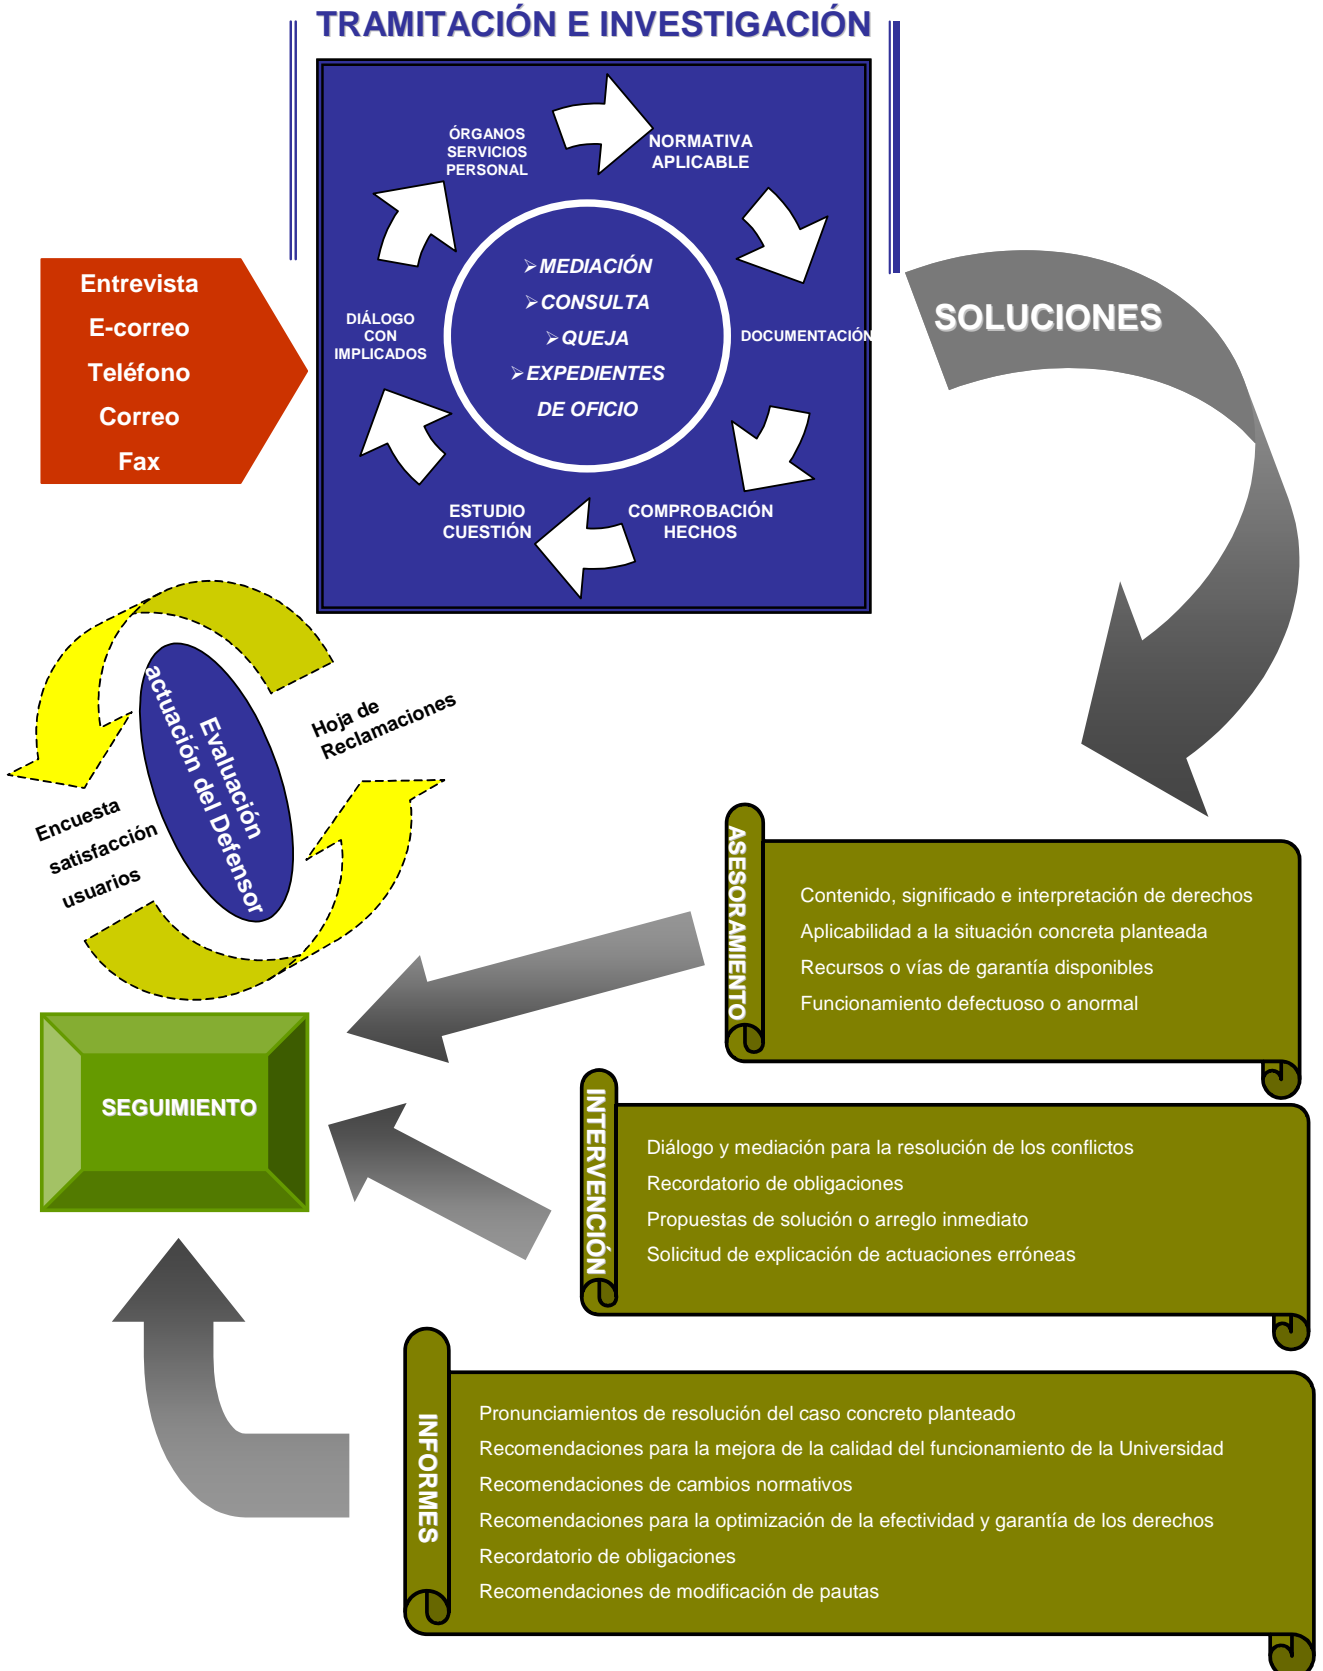 TRAMITACIÓN E INVESTIGACIÓN
ÓRGANOS
SERVICIOS
PERSONAL
NORMATIVA
APLICABLE
DOCUMENTACIÓN
COMPROBACIÓN
HECHOS
ESTUDIO
CUESTIÓN
DIÁLOGO
CON
IMPLICADOS
➢MEDIACIÓN
➢CONSULTA
➢QUEJA
➢EXPEDIENTES
DE OFICIO
Entrevista
E-correo
Teléfono
Correo
Fax
SOLUCIONES
Evaluación
actuación del Defensor
Hoja de
Reclamaciones
Encuesta
satisfacción
usuarios
ASESORAMIENTO
Contenido, significado e interpretación de derechos
Aplicabilidad a la situación concreta planteada
Recursos o vías de garantía disponibles
Funcionamiento defectuoso o anormal
SEGUIMIENTO
INTERVENCIÓN
Diálogo y mediación para la resolución de los conflictos
Recordatorio de obligaciones
Propuestas de solución o arreglo inmediato
Solicitud de explicación de actuaciones erróneas
INFORMES
Pronunciamientos de resolución del caso concreto planteado
Recomendaciones para la mejora de la calidad del funcionamiento de la Universidad
Recomendaciones de cambios normativos
Recomendaciones para la optimización de la efectividad y garantía de los derechos
Recordatorio de obligaciones
Recomendaciones de modificación de pautas